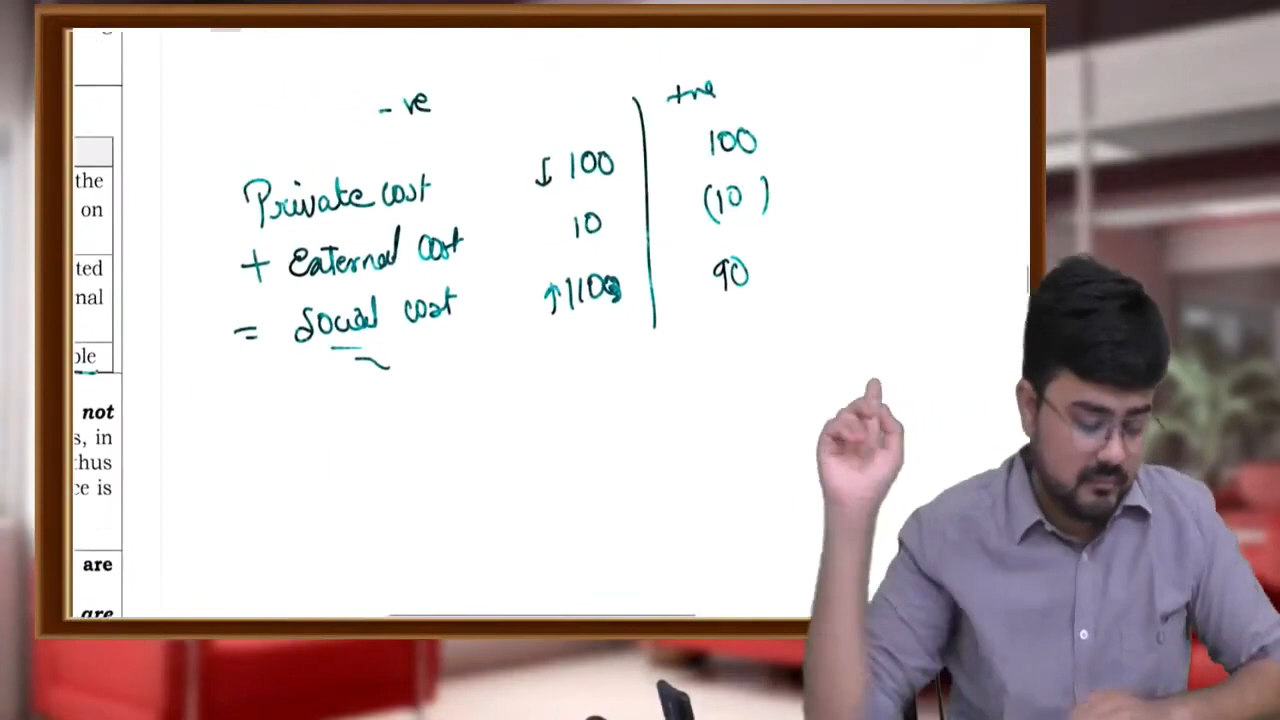 the
on
ted
nal
ble
not
s, in
thus
ce is
are
are
- ve
+ve
Private cost ↓ 100 100
+ External cost 10 (10)
= Social cost ↑ 110 90